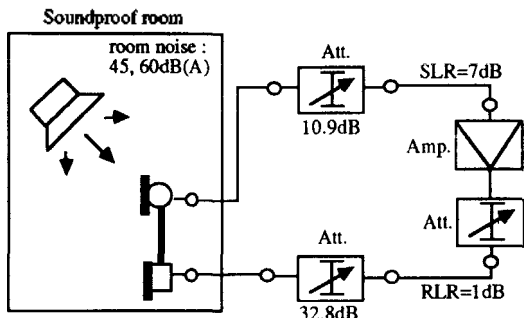 Soundproof room
room noise :
45, 60dB(A)
Att.
10.9dB
SLR=7dB
Amp.
Att.
Att.
32.8dB
RLR=1dB